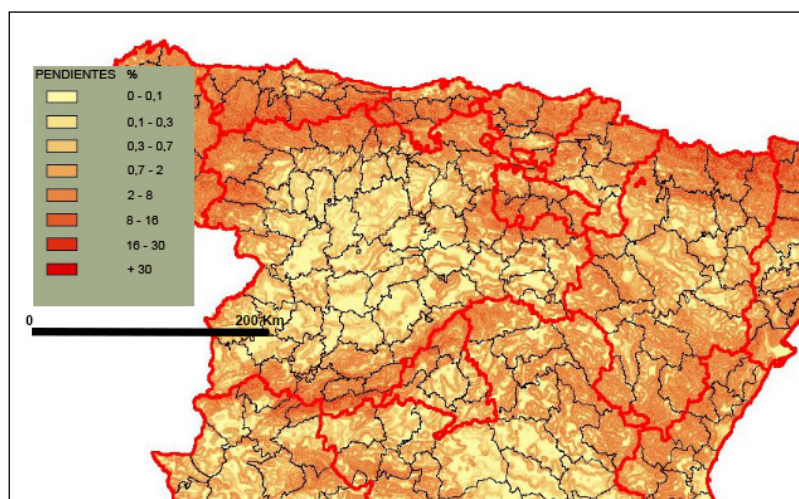 PENDIENTES %
0 - 0,1
0,1 - 0,3
0,3 - 0,7
0,7 - 2
2 - 8
8 - 16
16 - 30
+ 30
0 200 Km